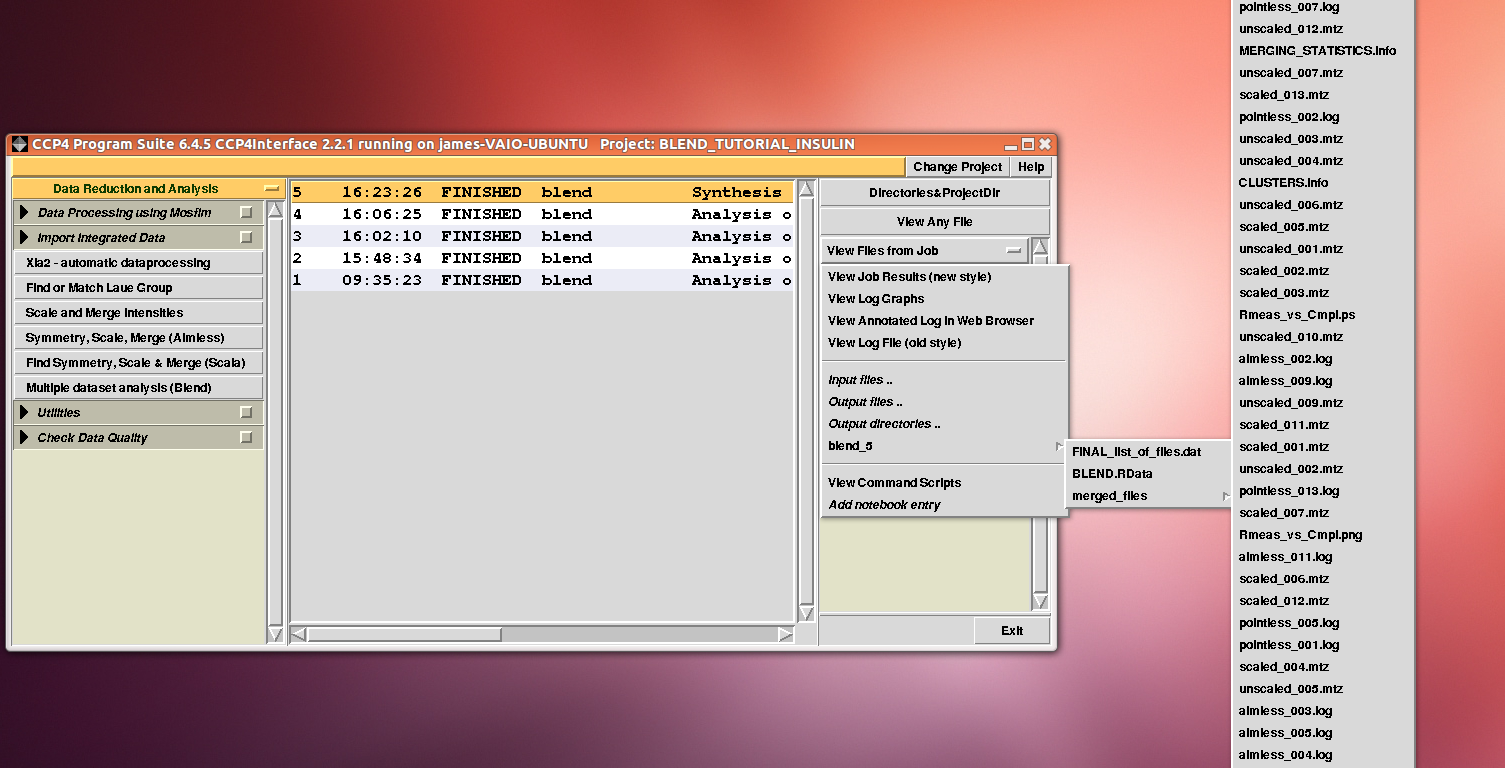 CCP4 Program Suite 6.4.5 CCP4Interface 2.2.1 running on james-VAIO-UBUNTU Project: BLEND_TUTORIAL_INSULIN
Change Project Help
Data Reduction and Analysis
Data Processing using Mosflm
Import Integrated Data
Xia2 - automatic dataprocessing
Find or Match Laue Group
Scale and Merge Intensities
Symmetry, Scale, Merge (Aimless)
Find Symmetry, Scale & Merge (Scala)
Multiple dataset analysis (Blend)
Utilities
Check Data Quality
5 16:23:26 FINISHED blend Synthesis
4 16:06:25 FINISHED blend Analysis o
3 16:02:10 FINISHED blend Analysis o
2 15:48:34 FINISHED blend Analysis o
1 09:35:23 FINISHED blend Analysis o
Directories&ProjectDir
View Any File
View Files from Job
View Job Results (new style)
View Log Graphs
View Annotated Log in Web Browser
View Log File (old style)
Input files ..
Output files ..
Output directories ..
blend_5
View Command Scripts
Add notebook entry
Exit
FINAL_list_of_files.dat
BLEND.RData
merged_files
pointless_007.log
unscaled_012.mtz
MERGING_STATISTICS.info
unscaled_007.mtz
scaled_013.mtz
pointless_002.log
unscaled_003.mtz
unscaled_004.mtz
CLUSTERS.info
unscaled_006.mtz
scaled_005.mtz
unscaled_001.mtz
scaled_002.mtz
scaled_003.mtz
Rmeas_vs_Cmpl.ps
unscaled_010.mtz
aimless_002.log
aimless_009.log
unscaled_009.mtz
scaled_011.mtz
scaled_001.mtz
unscaled_002.mtz
pointless_013.log
scaled_007.mtz
Rmeas_vs_Cmpl.png
aimless_011.log
scaled_006.mtz
scaled_012.mtz
pointless_005.log
pointless_001.log
scaled_004.mtz
unscaled_005.mtz
aimless_003.log
aimless_005.log
aimless_004.log